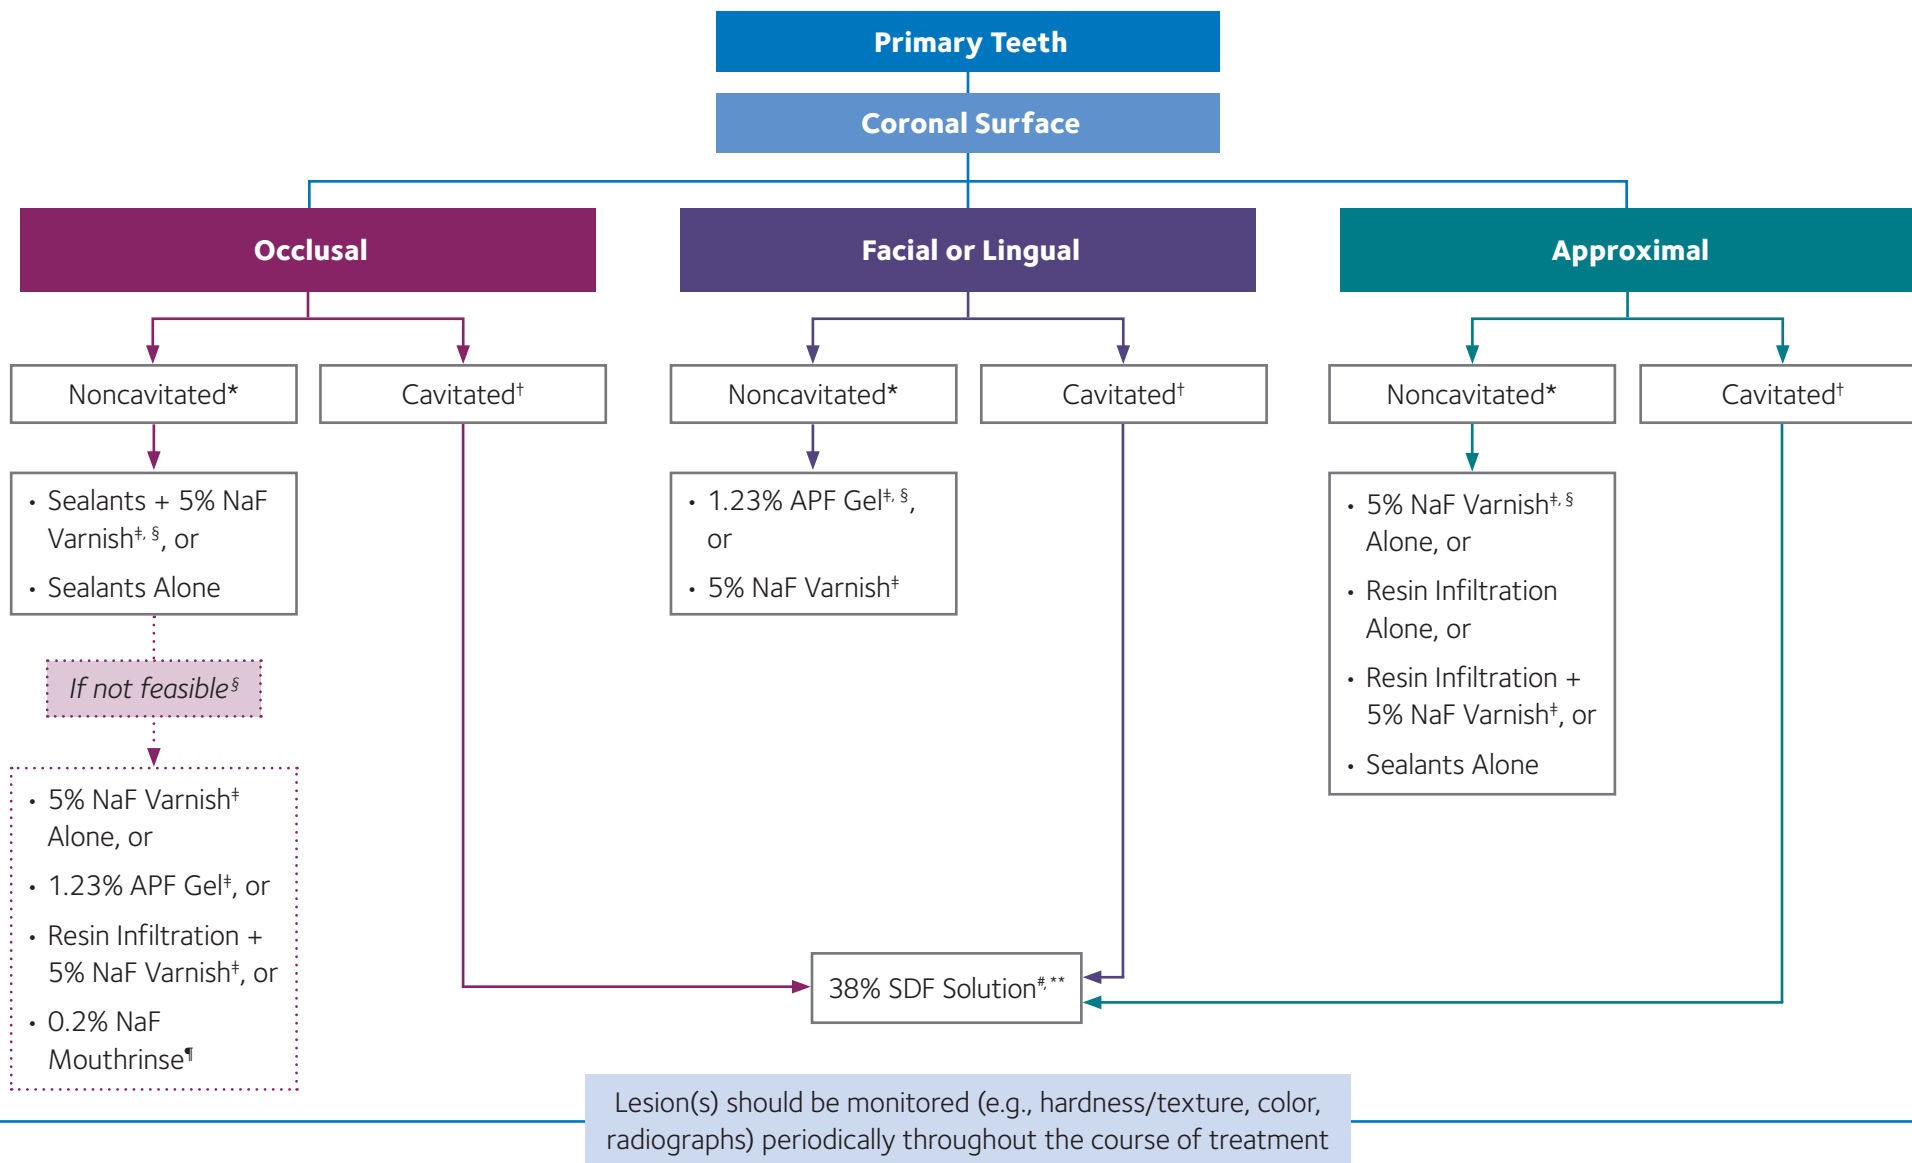 Primary Teeth
Coronal Surface
Occlusal
Noncavitated*
Cavitated†
• Sealants + 5% NaF
Varnish‡, §, or
• Sealants Alone
If not feasible§
• 5% NaF Varnish‡
Alone, or
• 1.23% APF Gel‡, or
• Resin Infiltration +
5% NaF Varnish‡, or
• 0.2% NaF
Mouthrinse¶
Facial or Lingual
Noncavitated*
Cavitated†
• 1.23% APF Gel‡, §,
or
• 5% NaF Varnish‡
Approximal
Noncavitated*
Cavitated†
• 5% NaF Varnish‡, §
Alone, or
• Resin Infiltration
Alone, or
• Resin Infiltration +
5% NaF Varnish‡, or
• Sealants Alone
38% SDF Solution#, **
Lesion(s) should be monitored (e.g., hardness/texture, color,
radiographs) periodically throughout the course of treatment